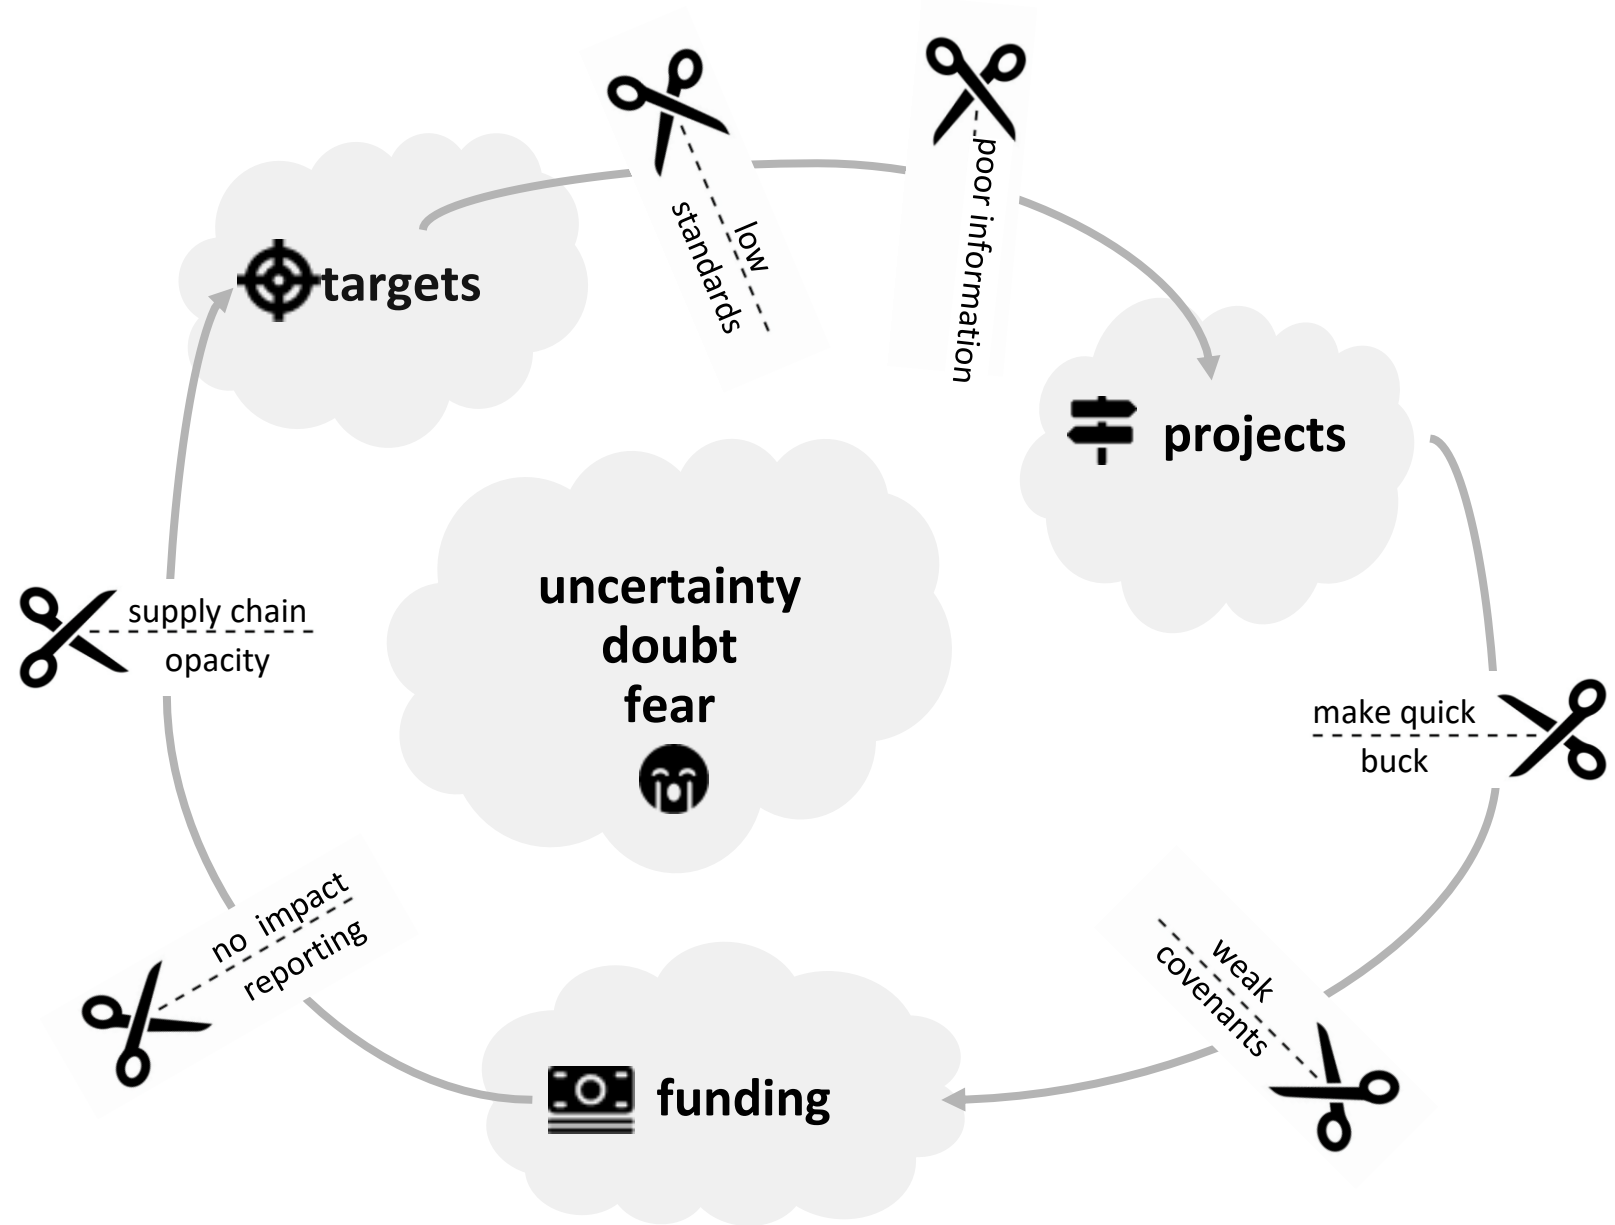 targets
low
standards
poor information
projects
uncertainty
doubt
fear
supply chain
opacity
make quick
buck
no impact
reporting
weak
covenants
funding